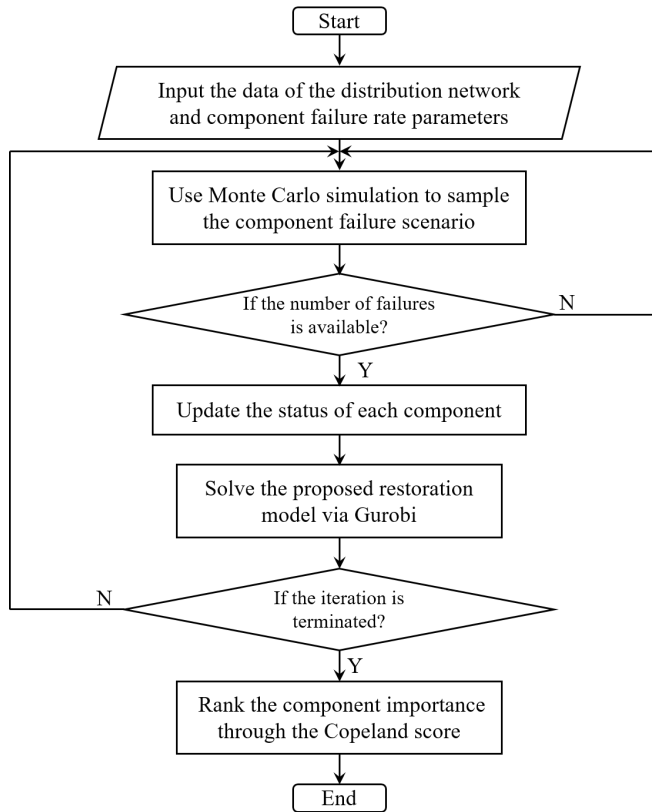 Start
Input the data of the distribution network
and component failure rate parameters
Use Monte Carlo simulation to sample
the component failure scenario
If the number of failures
is available?
N
Y
Update the status of each component
Solve the proposed restoration
model via Gurobi
If the iteration is
terminated?
N
Y
Rank the component importance
through the Copeland score
End